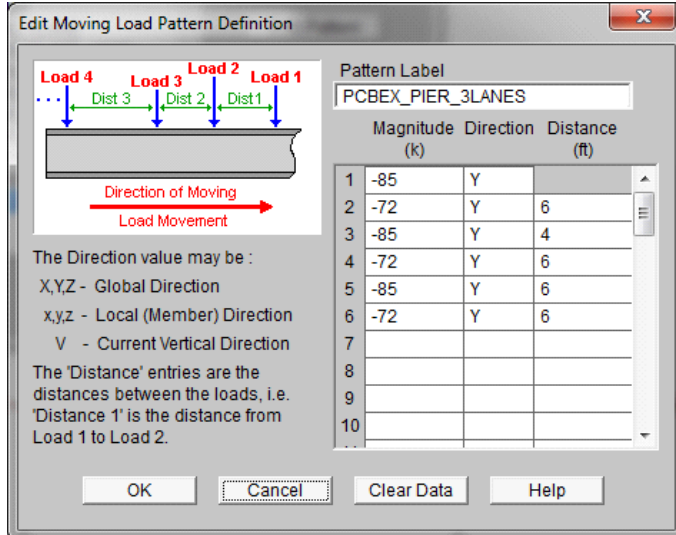 Edit Moving Load Pattern Definition
x
Load 4 Load 3 Load 2 Load 1
... Dist 3 Dist 2 Dist1
Direction of Moving
Load Movement
The Direction value may be :
X,Y,Z - Global Direction
x,y,z - Local (Member) Direction
V - Current Vertical Direction
The 'Distance' entries are the
distances between the loads, i.e.
'Distance 1' is the distance from
Load 1 to Load 2.
Pattern Label
PCBEX_PIER_3LANES
Magnitude Direction Distance
(k) (ft)
1 -85 Y
2 -72 Y 6
3 -85 Y 4
4 -72 Y 6
5 -85 Y 6
6 -72 Y 6
7
8
9
10
OK Cancel Clear Data Help